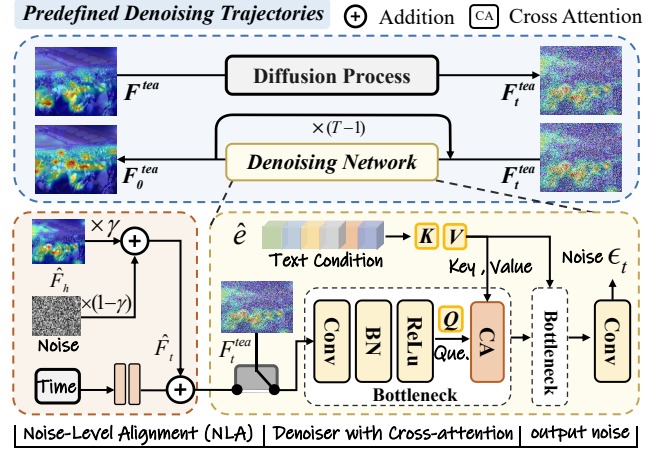 Predefined Denoising Trajectories
+ Addition
CA Cross Attention
F^{tea}
Diffusion Process
F_t^{tea}
×(T−1)
F_0^{tea}
Denoising Network
F_t^{tea}
×γ
+
F̂_h
×(1−γ)
Noise
F̂_t
Time
+
ê
Text Condition
K V
Key, Value
Noise ϵ_t
F_t^{tea}
Conv
BN
ReLu
Q
Que.
CA
Bottleneck
Bottleneck
Conv
Noise-Level Alignment (NLA)
Denoiser with Cross-attention
output noise